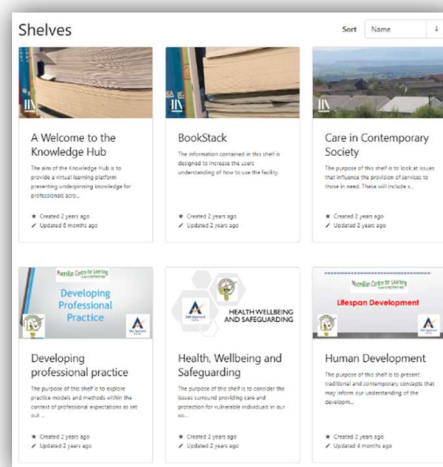 Shelves
Sort Name
A Welcome to the
Knowledge Hub
The aim of the Knowledge Hub is to
provide a virtual learning platform
presenting underpinning knowledge for
professionals acro...
Created 2 years ago
Updated 6 months ago
BookStack
The information contained in this shelf is
designed to increase the users
understanding of how to use the facility.
Created 2 years ago
Updated 2 years ago
Care in Contemporary
Society
The purpose of this shelf is to look at issues
that influence the provision of services to
those in need. These will include s...
Created 2 years ago
Updated 2 years ago
Centre for Learning
Developing
Professional
Practice
Developing
professional practice
The purpose of this shelf is to explore
practice models and methods within the
context of professional expectations as set
out ...
Created 2 years ago
Updated 2 years ago
HEALTH WELLBEING
AND SAFEGUARDING
Health, Wellbeing and
Safeguarding
The purpose of this shelf is to consider the
issues surround providing care and
protection for vulnerable individuals in our
so...
Created 2 years ago
Updated 2 years ago
Centre for Learning
Lifespan Development
Human Development
The purpose of this shelf is to present
traditional and contemporary concepts that
may inform our understanding of the
developm...
Created 2 years ago
Updated 4 months ago